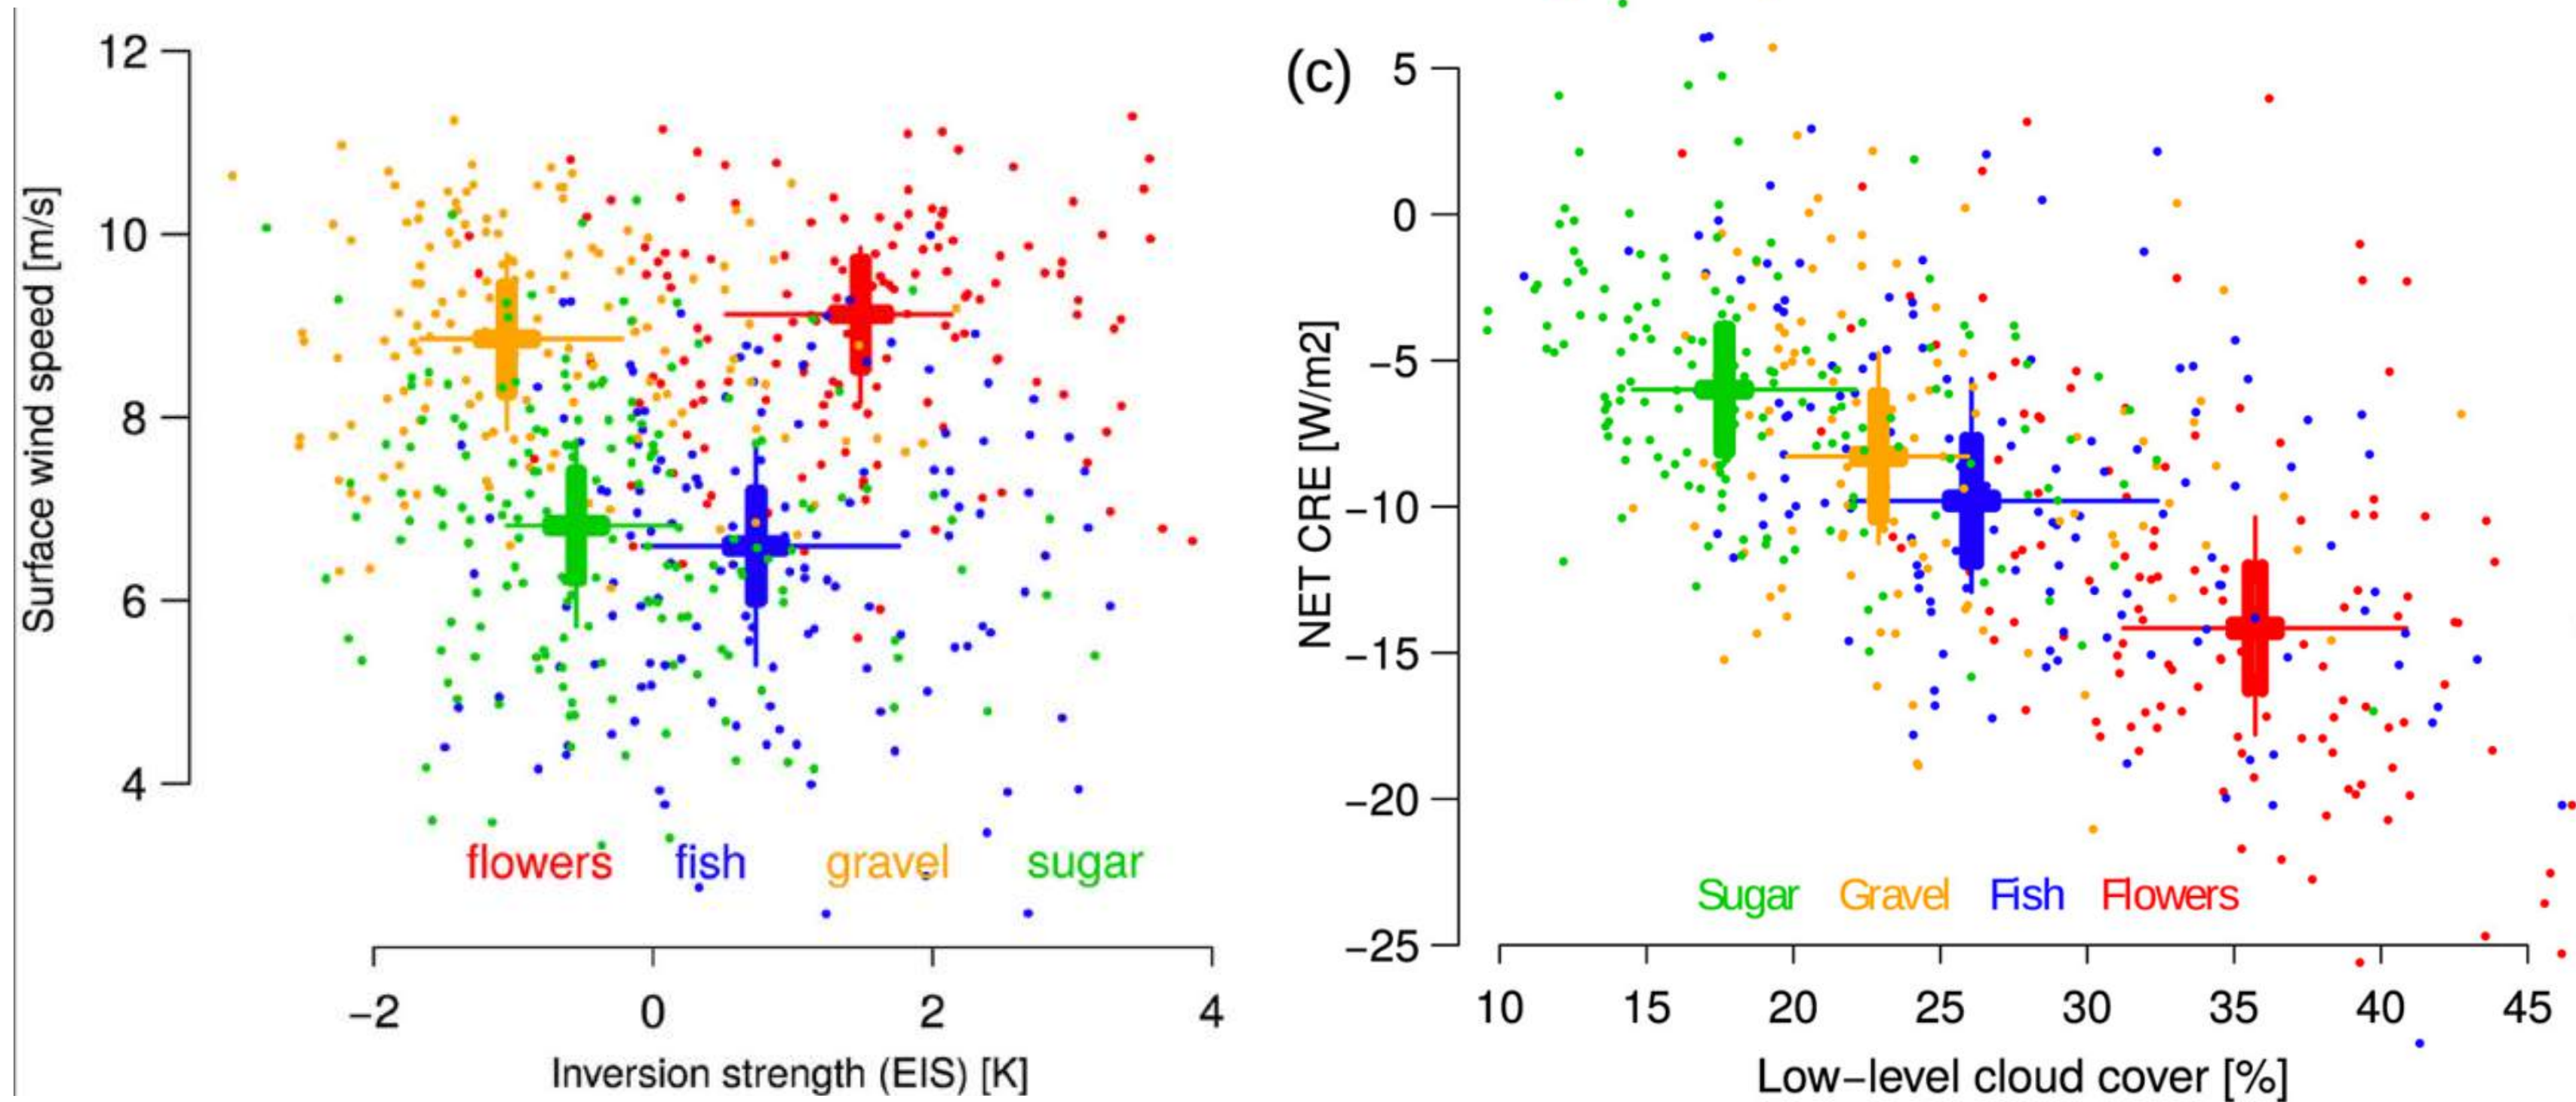 12
10
8
6
4
Surface wind speed [m/s]
flowers fish gravel sugar
−2 0 2 4
Inversion strength (EIS) [K]
(c)
5
0
−5
−10
−15
−20
−25
NET CRE [W/m2]
Sugar Gravel Fish Flowers
10 15 20 25 30 35 40 45
Low−level cloud cover [%]